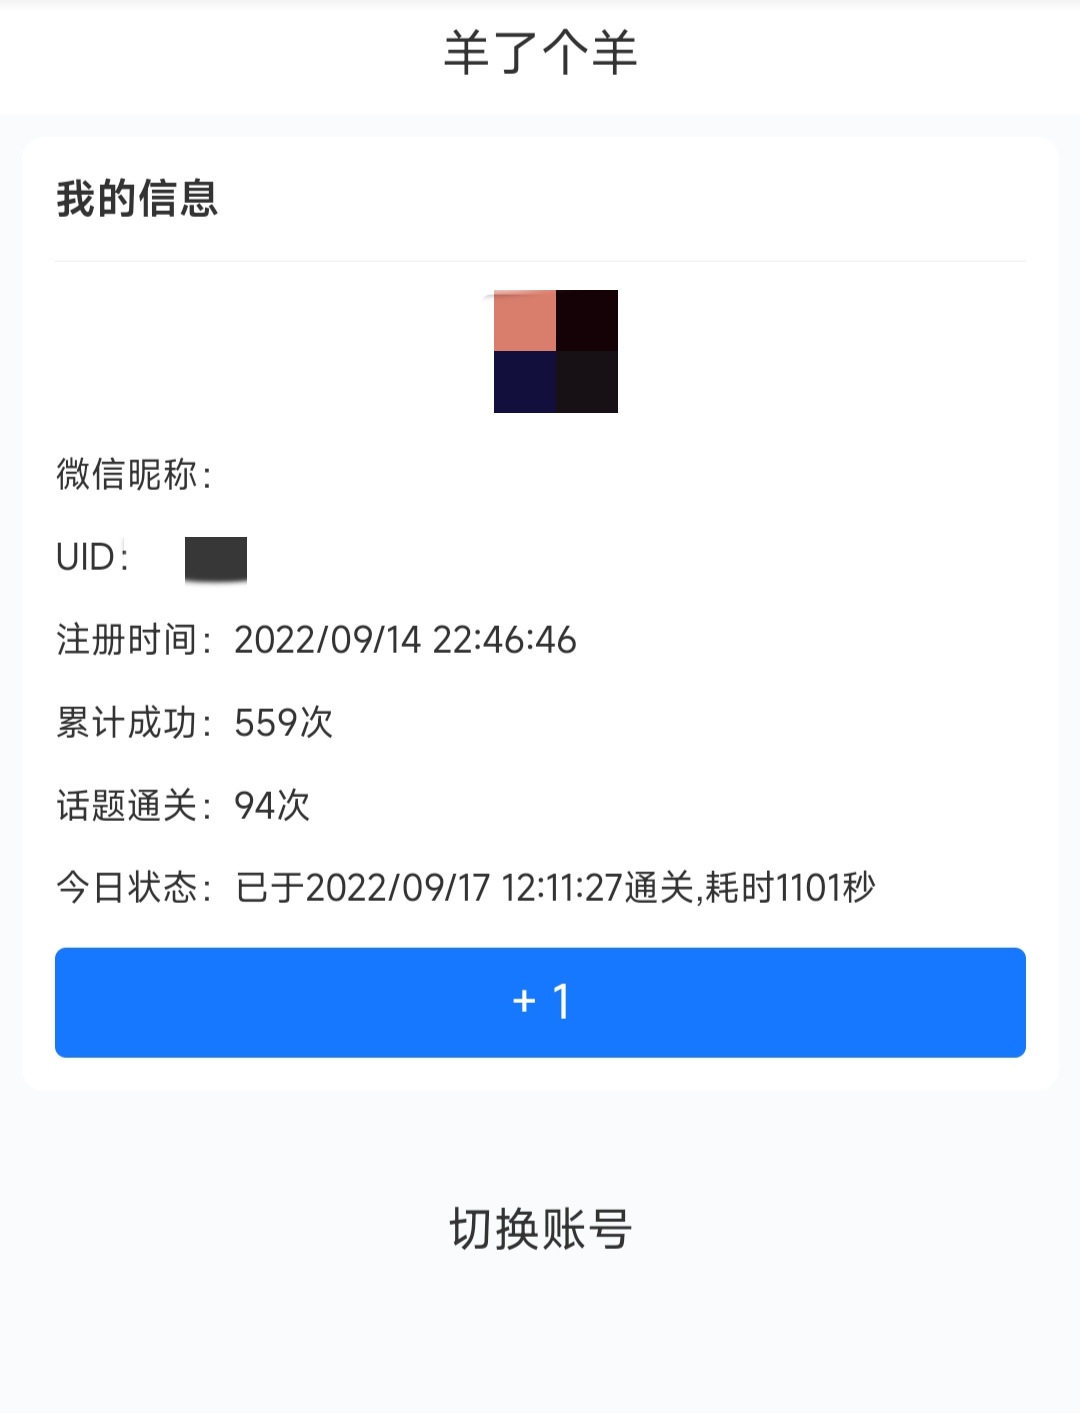 羊了个羊
我的信息
微信昵称：
UID：
注册时间：2022/09/14 22:46:46
累计成功：559次
话题通关：94次
今日状态：已于2022/09/17 12:11:27通关,耗时1101秒
+ 1
切换账号